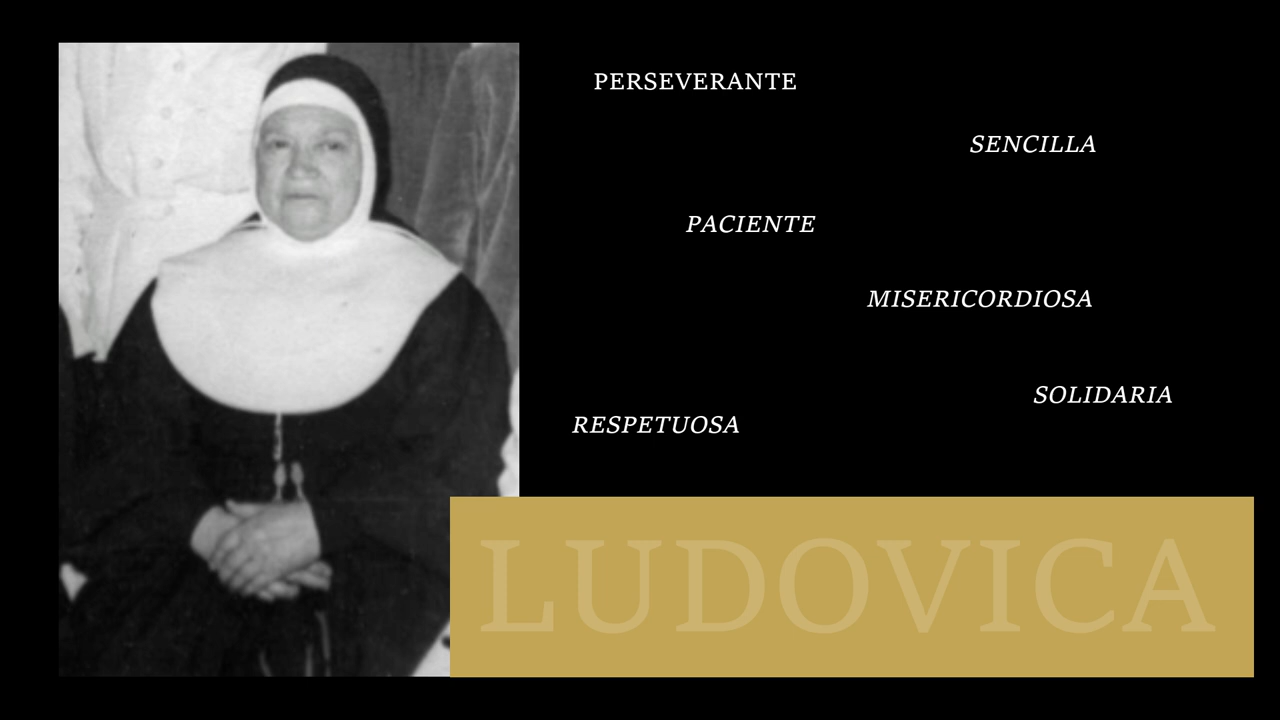 PERSEVERANTE
SENCILLA
PACIENTE
MISERICORDIOSA
SOLIDARIA
RESPETUOSA
LUDOVICA